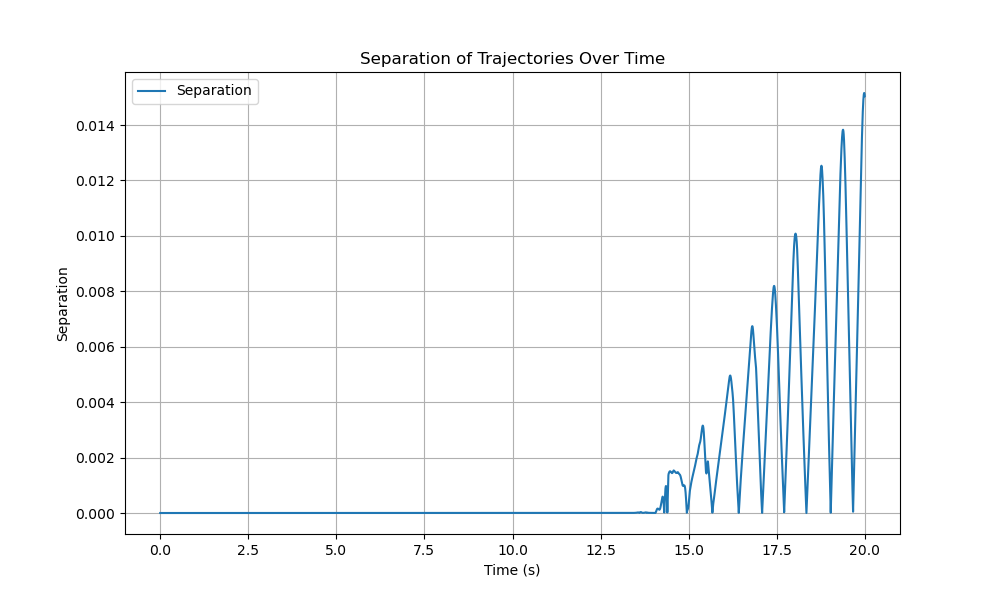 Separation of Trajectories Over Time
Separation
0.014
0.012
0.010
0.008
0.006
0.004
0.002
0.000
Separation
0.0 2.5 5.0 7.5 10.0 12.5 15.0 17.5 20.0
Time (s)